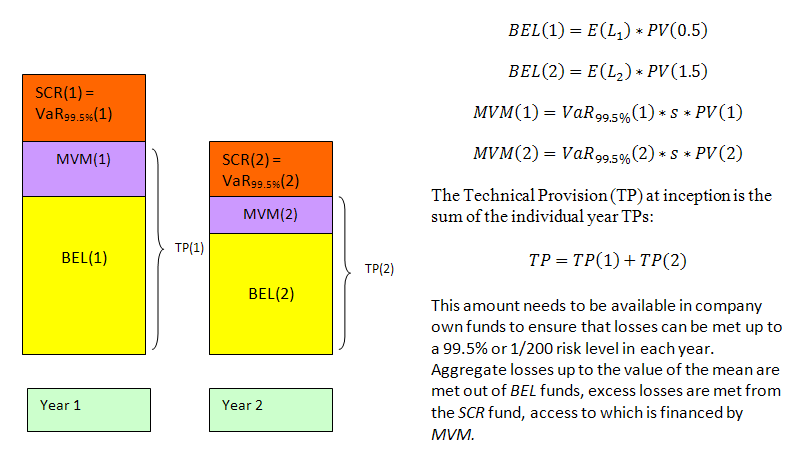 SCR(1) =
VaR99.5%(1)
MVM(1)
BEL(1)
TP(1)
SCR(2) =
VaR99.5%(2)
MVM(2)
BEL(2)
TP(2)
Year 1
Year 2
BEL(1) = E(L₁) ∗ PV(0.5)
BEL(2) = E(L₂) ∗ PV(1.5)
MVM(1) = VaR99.5%(1) ∗ s ∗ PV(1)
MVM(2) = VaR99.5%(2) ∗ s ∗ PV(2)
The Technical Provision (TP) at inception is the
sum of the individual year TPs:
TP = TP(1) + TP(2)
This amount needs to be available in company
own funds to ensure that losses can be met up to
a 99.5% or 1/200 risk level in each year.
Aggregate losses up to the value of the mean are
met out of BEL funds, excess losses are met from
the SCR fund, access to which is financed by
MVM.